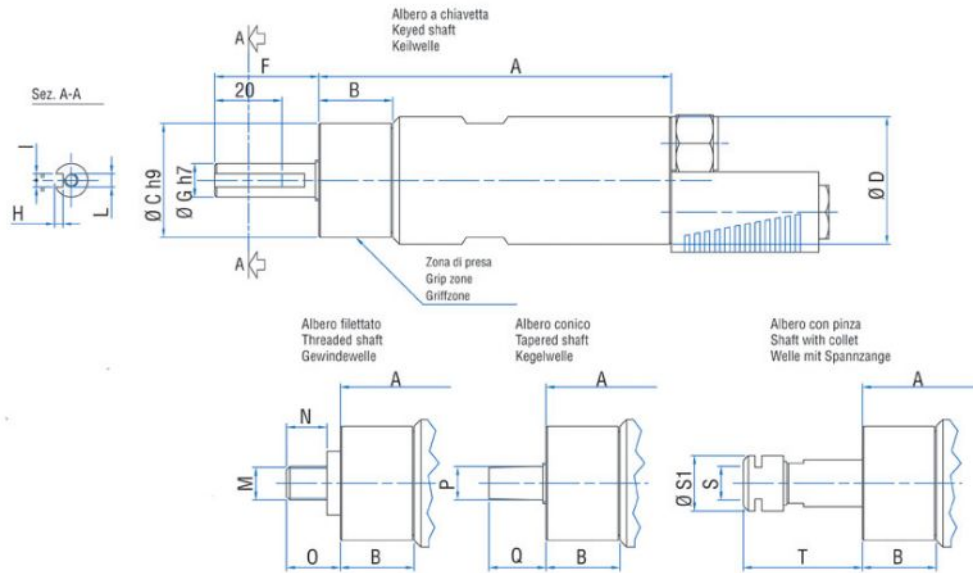 Albero a chiavetta
Keyed shaft
Keilwelle
A
F
A
20
B
Sez. A-A
I
H
L
Ø C h9
Ø G h7
Ø D
A
Zona di presa
Grip zone
Griffzone
Albero filettato
Threaded shaft
Gewindewelle
Albero conico
Tapered shaft
Kegelwelle
Albero con pinza
Shaft with collet
Welle mit Spannzange
A
A
A
N
M
P
Ø S1
S
O
B
Q
B
T
B